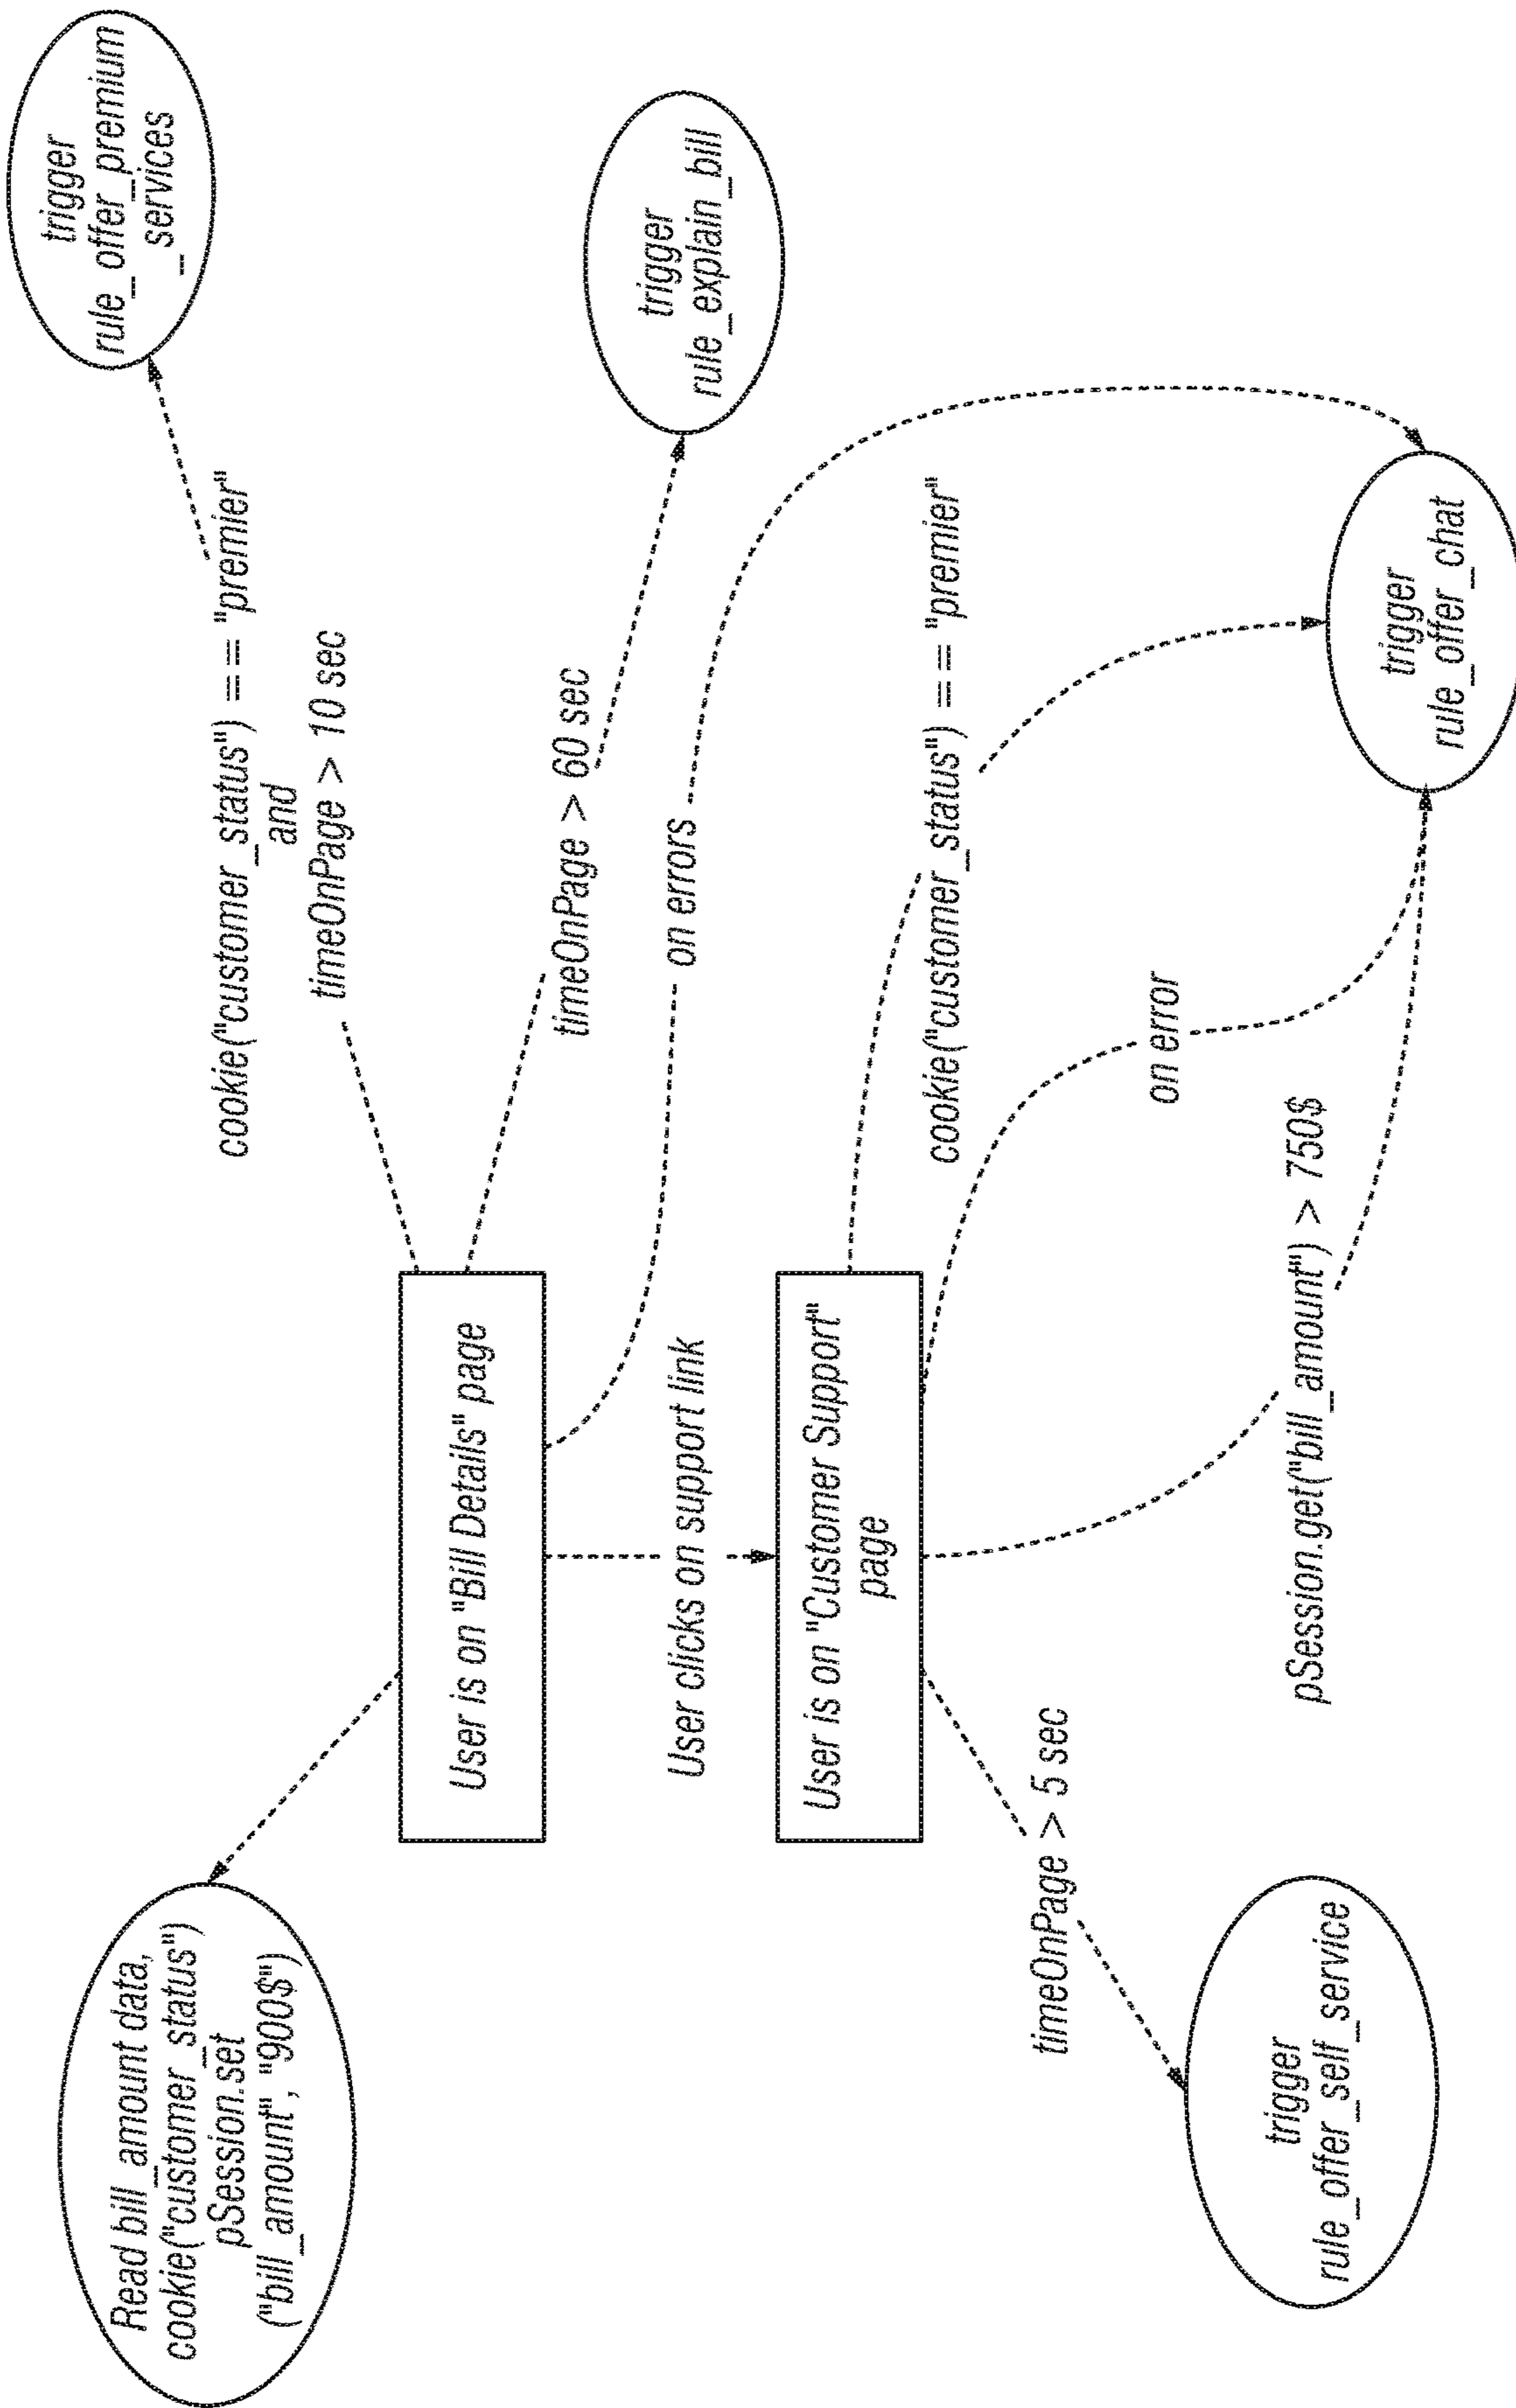 Read bill_amount data,
cookie("customer_status")
pSession.set
("bill_amount", "900$")
cookie("customer_status") == "premier"
and
timeOnPage > 10 sec
trigger
rule_offer_premium
_services
User is on "Bill Details" page
timeOnPage > 60 sec
trigger
rule_explain_bill
on errors
User clicks on support link
User is on "Customer Support"
page
cookie("customer_status") == "premier"
on error
timeOnPage > 5 sec
pSession.get("bill_amount") > 750$
trigger
rule_offer_self_service
trigger
rule_offer_chat